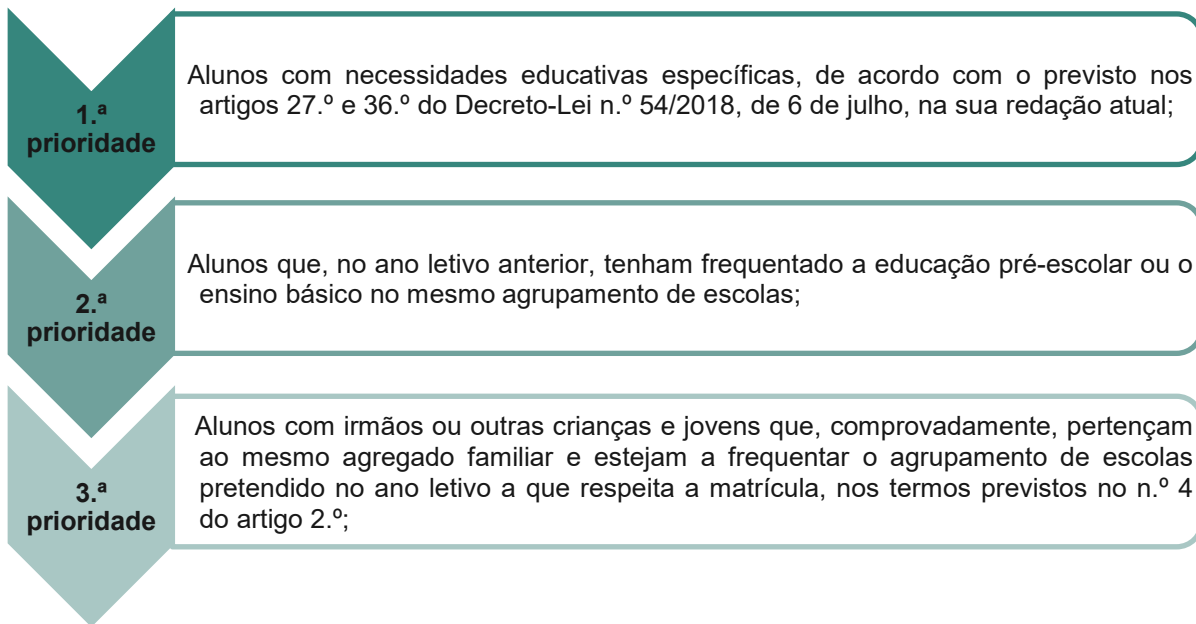 1.ª
prioridade
Alunos com necessidades educativas específicas, de acordo com o previsto nos
artigos 27.º e 36.º do Decreto-Lei n.º 54/2018, de 6 de julho, na sua redação atual;
2.ª
prioridade
Alunos que, no ano letivo anterior, tenham frequentado a educação pré-escolar ou o
ensino básico no mesmo agrupamento de escolas;
3.ª
prioridade
Alunos com irmãos ou outras crianças e jovens que, comprovadamente, pertençam
ao mesmo agregado familiar e estejam a frequentar o agrupamento de escolas
pretendido no ano letivo a que respeita a matrícula, nos termos previstos no n.º 4
do artigo 2.º;